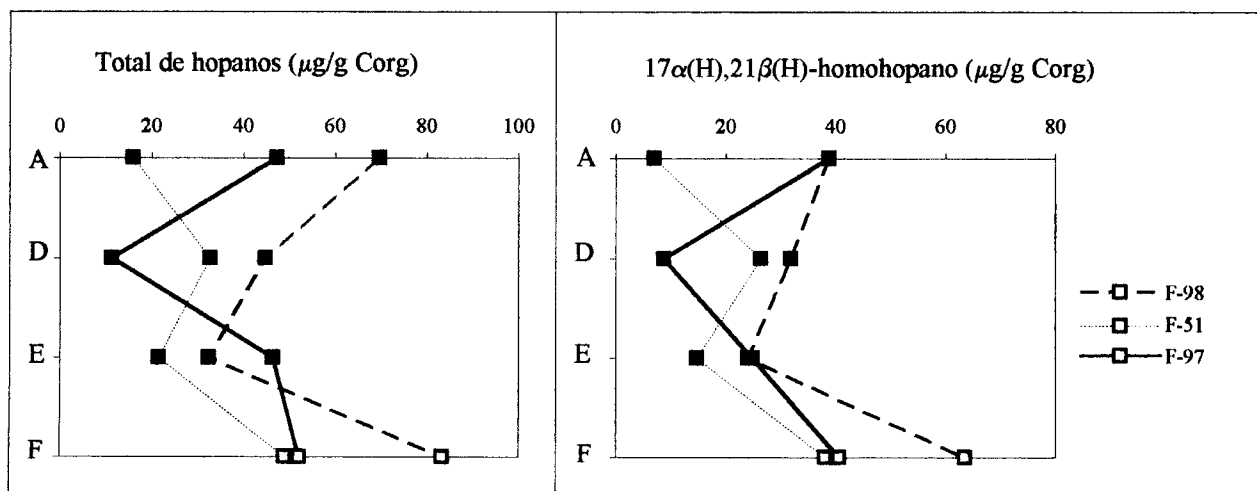 Total de hopanos (μg/g Corg)
0 20 40 60 80 100
A
D
E
F
17α(H),21β(H)-homohopano (μg/g Corg)
0 20 40 60 80
A
D
E
F
F-98
F-51
F-97